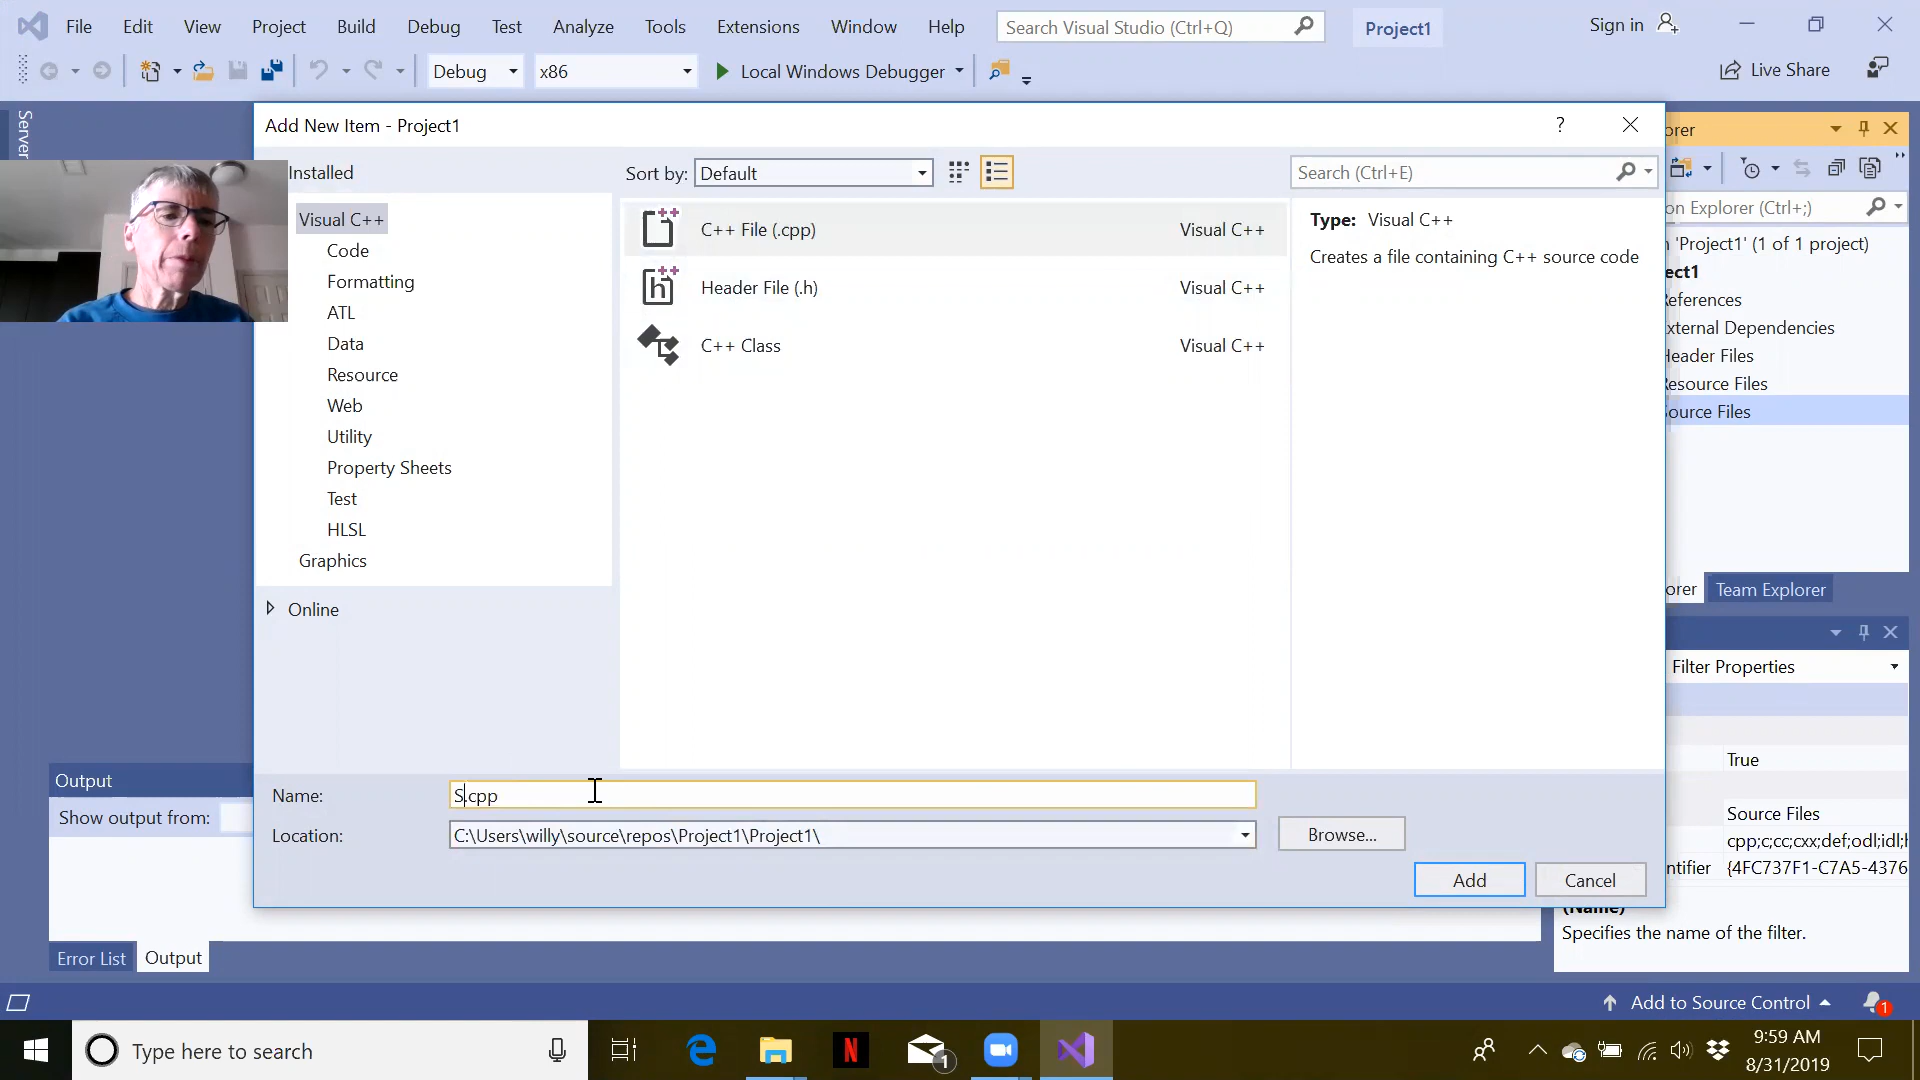 File Edit View Project Build Debug Test Analyze Tools Extensions Window Help Search Visual Studio (Ctrl+Q) Project1 Sign in
Debug x86 Local Windows Debugger Live Share
Server
Add New Item - Project1 ?
orer
Installed Sort by: Default Search (Ctrl+E)
Visual C++
Code
Formatting
ATL
Data
Resource
Web
Utility
Property Sheets
Test
HLSL
Graphics
Online
C++ File (.cpp) Visual C++
Header File (.h) Visual C++
C++ Class Visual C++
Type: Visual C++
Creates a file containing C++ source code
on Explorer (Ctrl+;)
n 'Project1' (1 of 1 project)
ect1
References
xternal Dependencies
Header Files
Resource Files
Source Files
orer Team Explorer
Filter Properties
True
Source Files
cpp;c;cc;cxx;def;odl;idl;h
ntifier {4FC737F1-C7A5-4376
(Name)
Specifies the name of the filter.
Name: S.cpp
Location: C:\Users\willy\source\repos\Project1\Project1\ Browse...
Add Cancel
Output
Show output from:
Error List Output
Add to Source Control 1
Type here to search 1 9:59 AM
8/31/2019